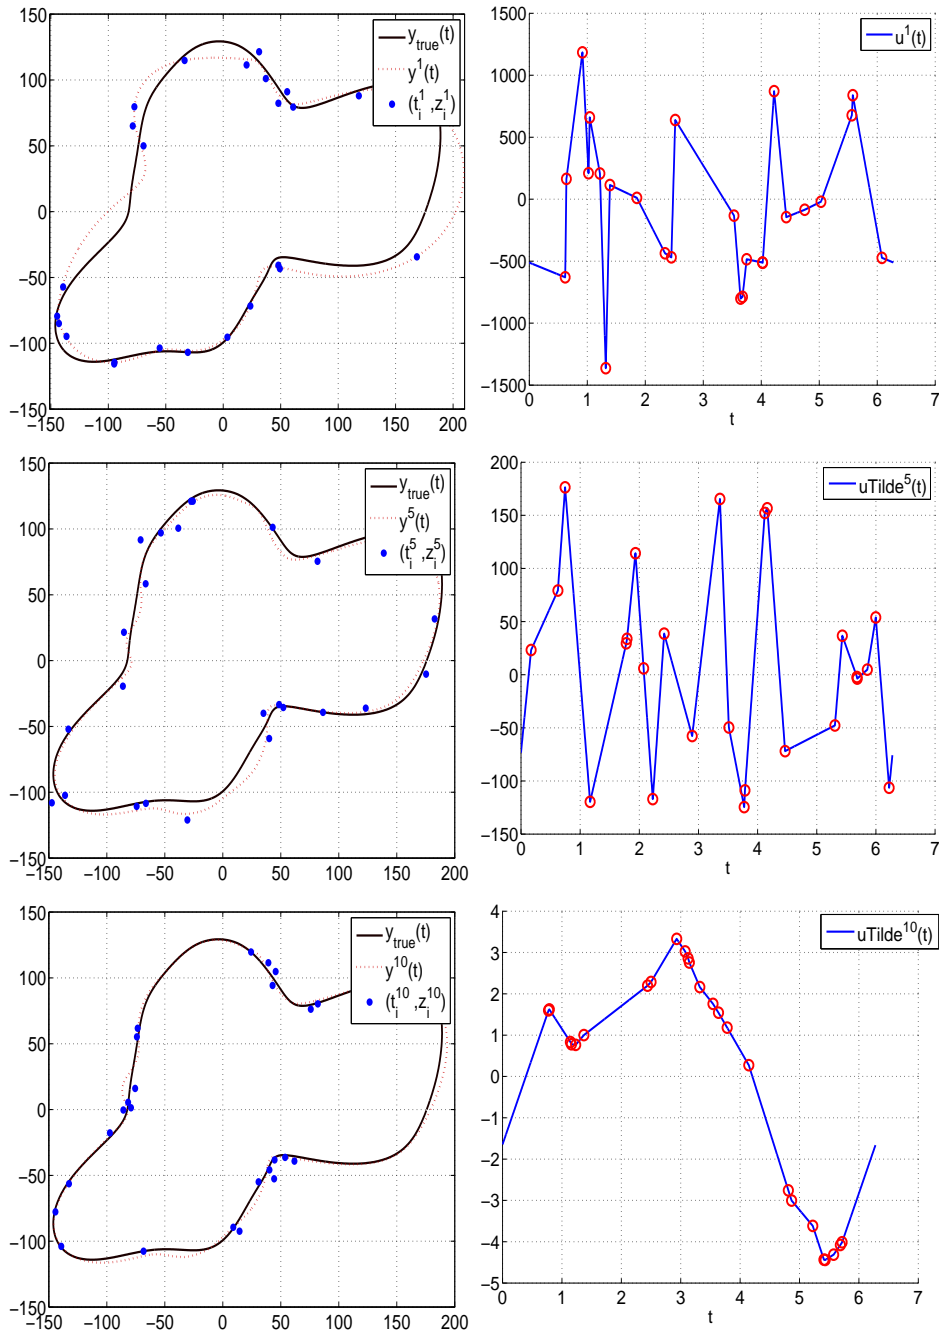 150
100
50
0
−50
−100
−150
−150 −100 −50 0 50 100 150 200
y_true(t)
y^1(t)
(t_i^1,z_i^1)
1500
1000
500
0
−500
−1000
−1500
0 1 2 3 4 5 6 7
t
u^1(t)
150
100
50
0
−50
−100
−150
−150 −100 −50 0 50 100 150 200
y_true(t)
y^5(t)
(t_i^5,z_i^5)
200
150
100
50
0
−50
−100
−150
0 1 2 3 4 5 6 7
t
uTilde^5(t)
150
100
50
0
−50
−100
−150
−150 −100 −50 0 50 100 150 200
y_true(t)
y^10(t)
(t_i^10,z_i^10)
4
3
2
1
0
−1
−2
−3
−4
−5
0 1 2 3 4 5 6 7
t
uTilde^10(t)